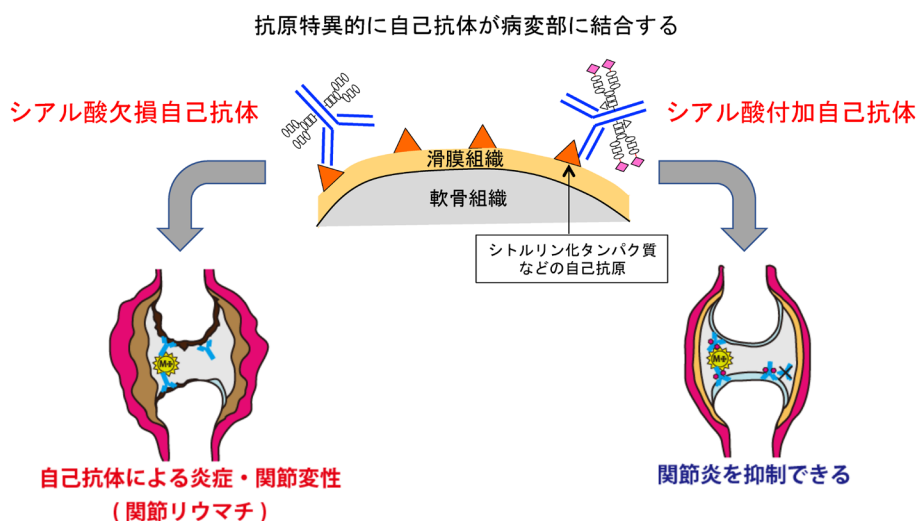 抗原特異的に自己抗体が病変部に結合する
シアル酸欠損自己抗体
シアル酸付加自己抗体
滑膜組織
軟骨組織
シトルリン化タンパク質
などの自己抗原
MΦ
MΦ
自己抗体による炎症・関節変性
( 関節リウマチ )
関節炎を抑制できる